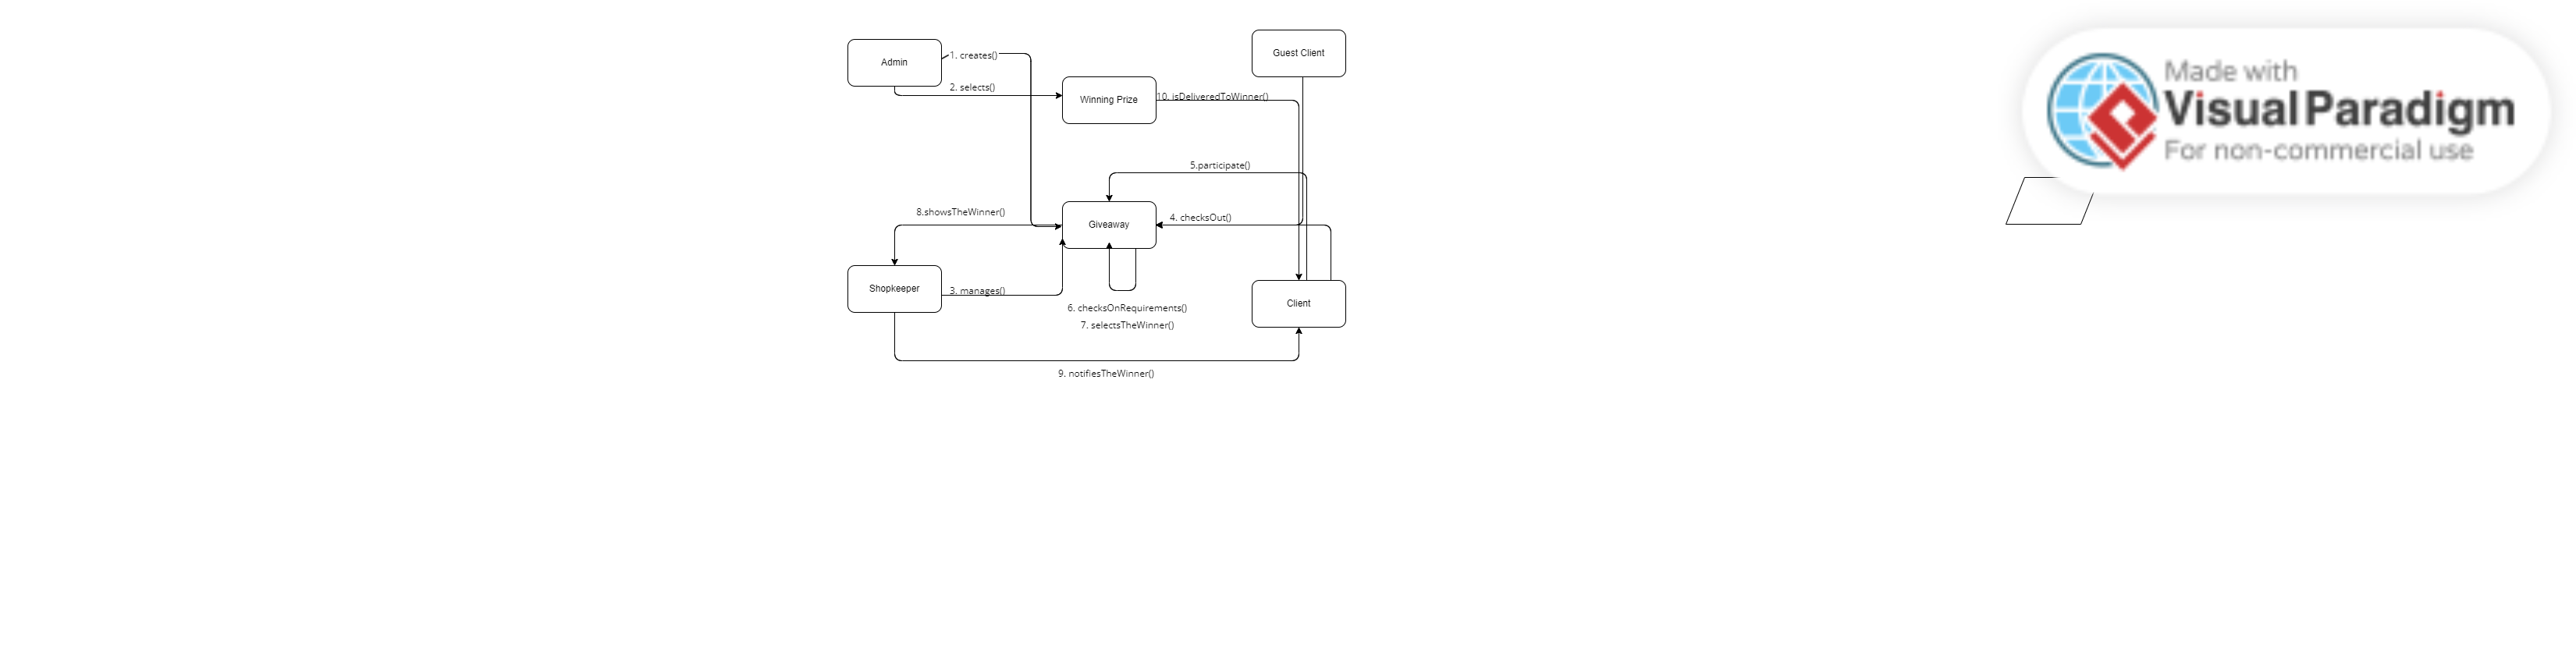 Admin
1. creates()
2. selects()
Guest Client
Winning Prize
10. isDeliveredToWinner()
5.participate()
8.showsTheWinner()
Giveaway
4. checksOut()
Shopkeeper
3. manages()
6. checksOnRequirements()
7. selectsTheWinner()
Client
9. notifiesTheWinner()
Made with
Visual Paradigm
For non-commercial use